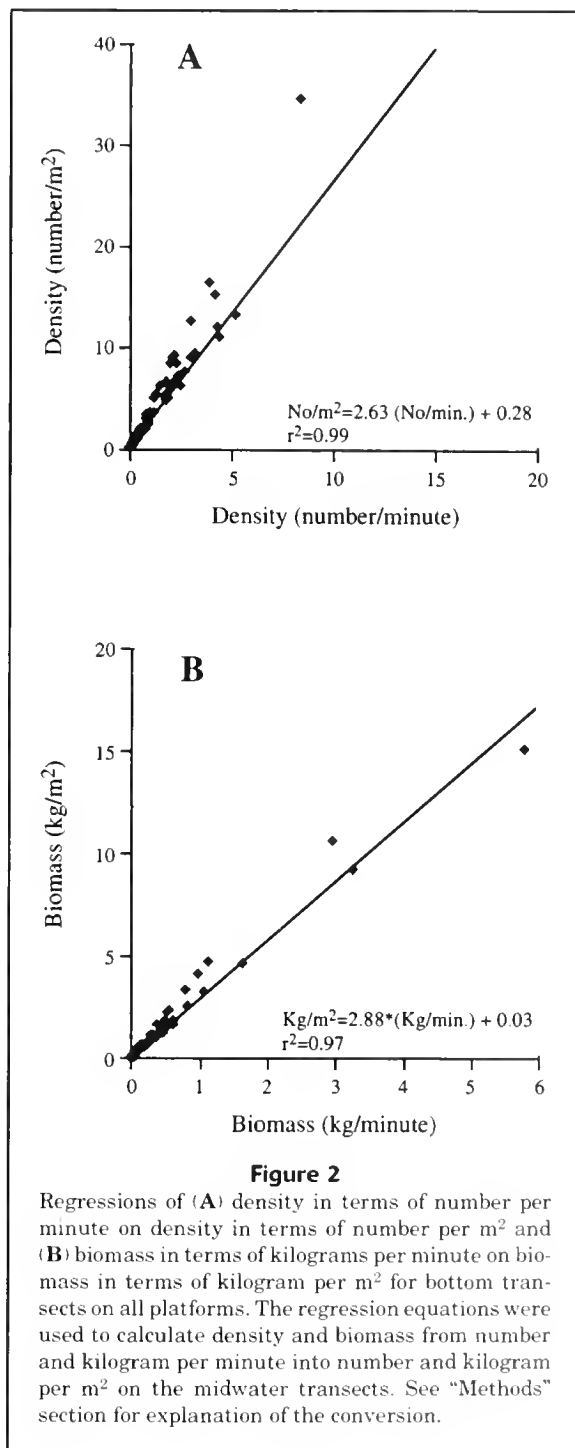 A
40
30
20
10
0
Density (number/m²)
No/m²=2.63 (No/min.) + 0.28
r²=0.99
0 5 10 15 20
Density (number/minute)
B
20
15
10
5
0
Biomass (kg/m²)
Kg/m²=2.88*(Kg/min.) + 0.03
r²=0.97
0 1 2 3 4 5 6
Biomass (kg/minute)
Figure 2
Regressions of (A) density in terms of number per
minute on density in terms of number per m² and
(B) biomass in terms of kilograms per minute on bio-
mass in terms of kilogram per m² for bottom tran-
sects on all platforms. The regression equations were
used to calculate density and biomass from number
and kilogram per minute into number and kilogram
per m² on the midwater transects. See "Methods"
section for explanation of the conversion.